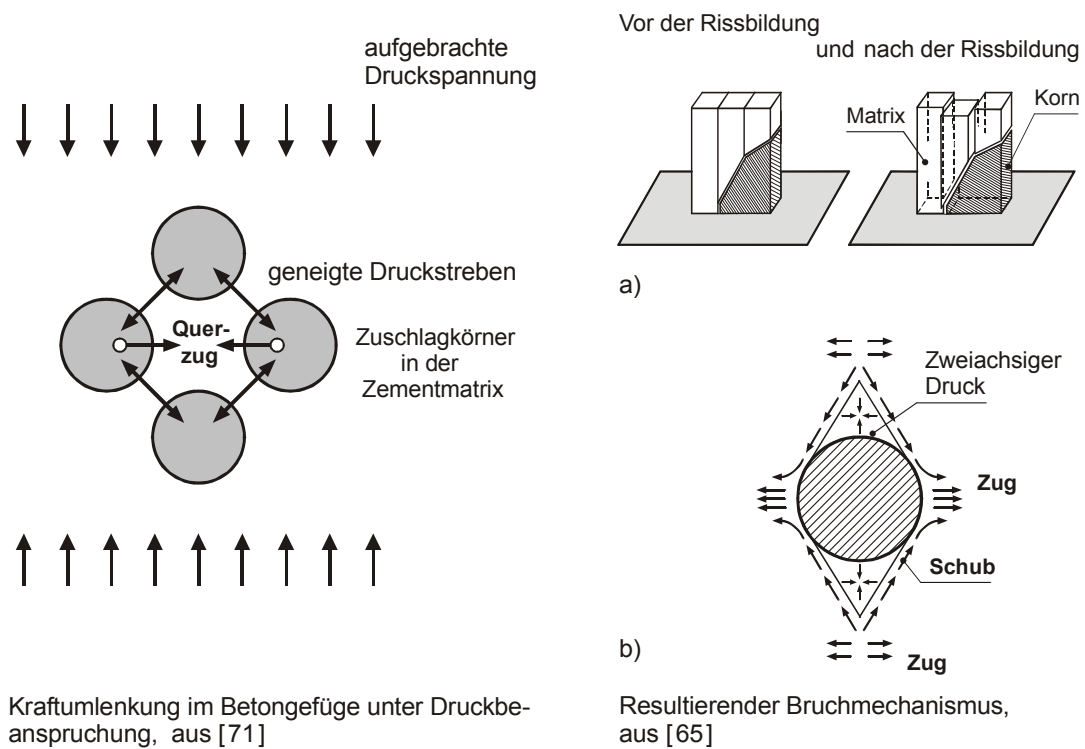 aufgebrachte
Druckspannung
geneigte Druckstreben
Quer-
zug
Zuschlagkörner
in der
Zementmatrix
Kraftumlenkung im Betongefüge unter Druckbe-
anspruchung, aus [71]
Vor der Rissbildung
und nach der Rissbildung
Matrix
Korn
a)
Zweiachsiger
Druck
Zug
Schub
b)
Zug
Resultierender Bruchmechanismus,
aus [65]